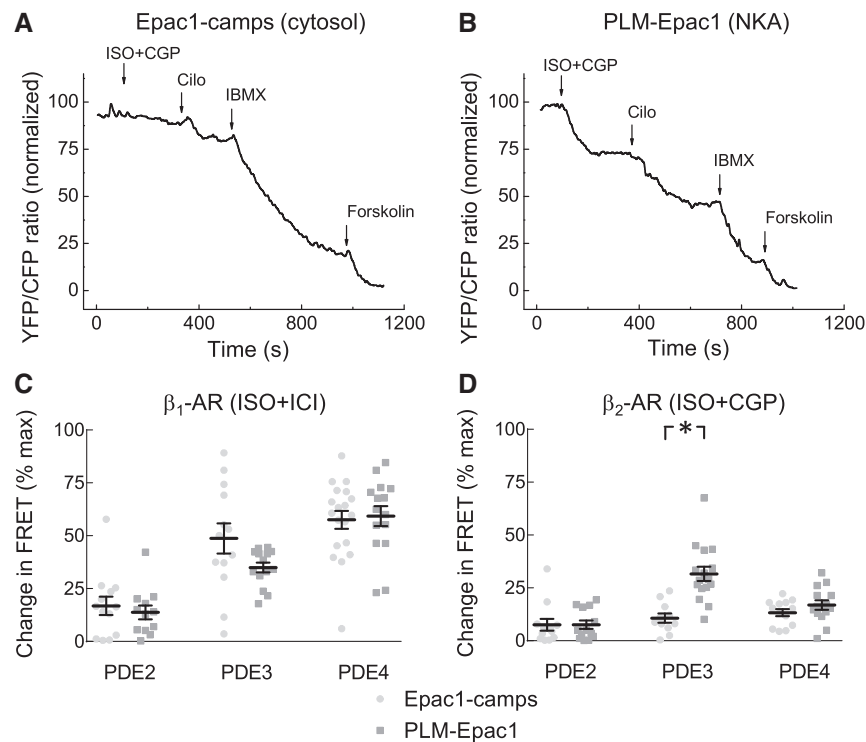 A Epac1-camps (cytosol)
ISO+CGP
Cilo
IBMX
Forskolin
YFP/CFP ratio (normalized)
100
75
50
25
0
0 400 800 1200
Time (s)
B PLM-Epac1 (NKA)
ISO+CGP
Cilo
IBMX
Forskolin
YFP/CFP ratio (normalized)
100
75
50
25
0
0 400 800 1200
Time (s)
C β1-AR (ISO+ICI)
Change in FRET (% max)
100
75
50
25
0
PDE2 PDE3 PDE4
D β2-AR (ISO+CGP)
*
Change in FRET (% max)
100
75
50
25
0
PDE2 PDE3 PDE4
Epac1-camps
PLM-Epac1